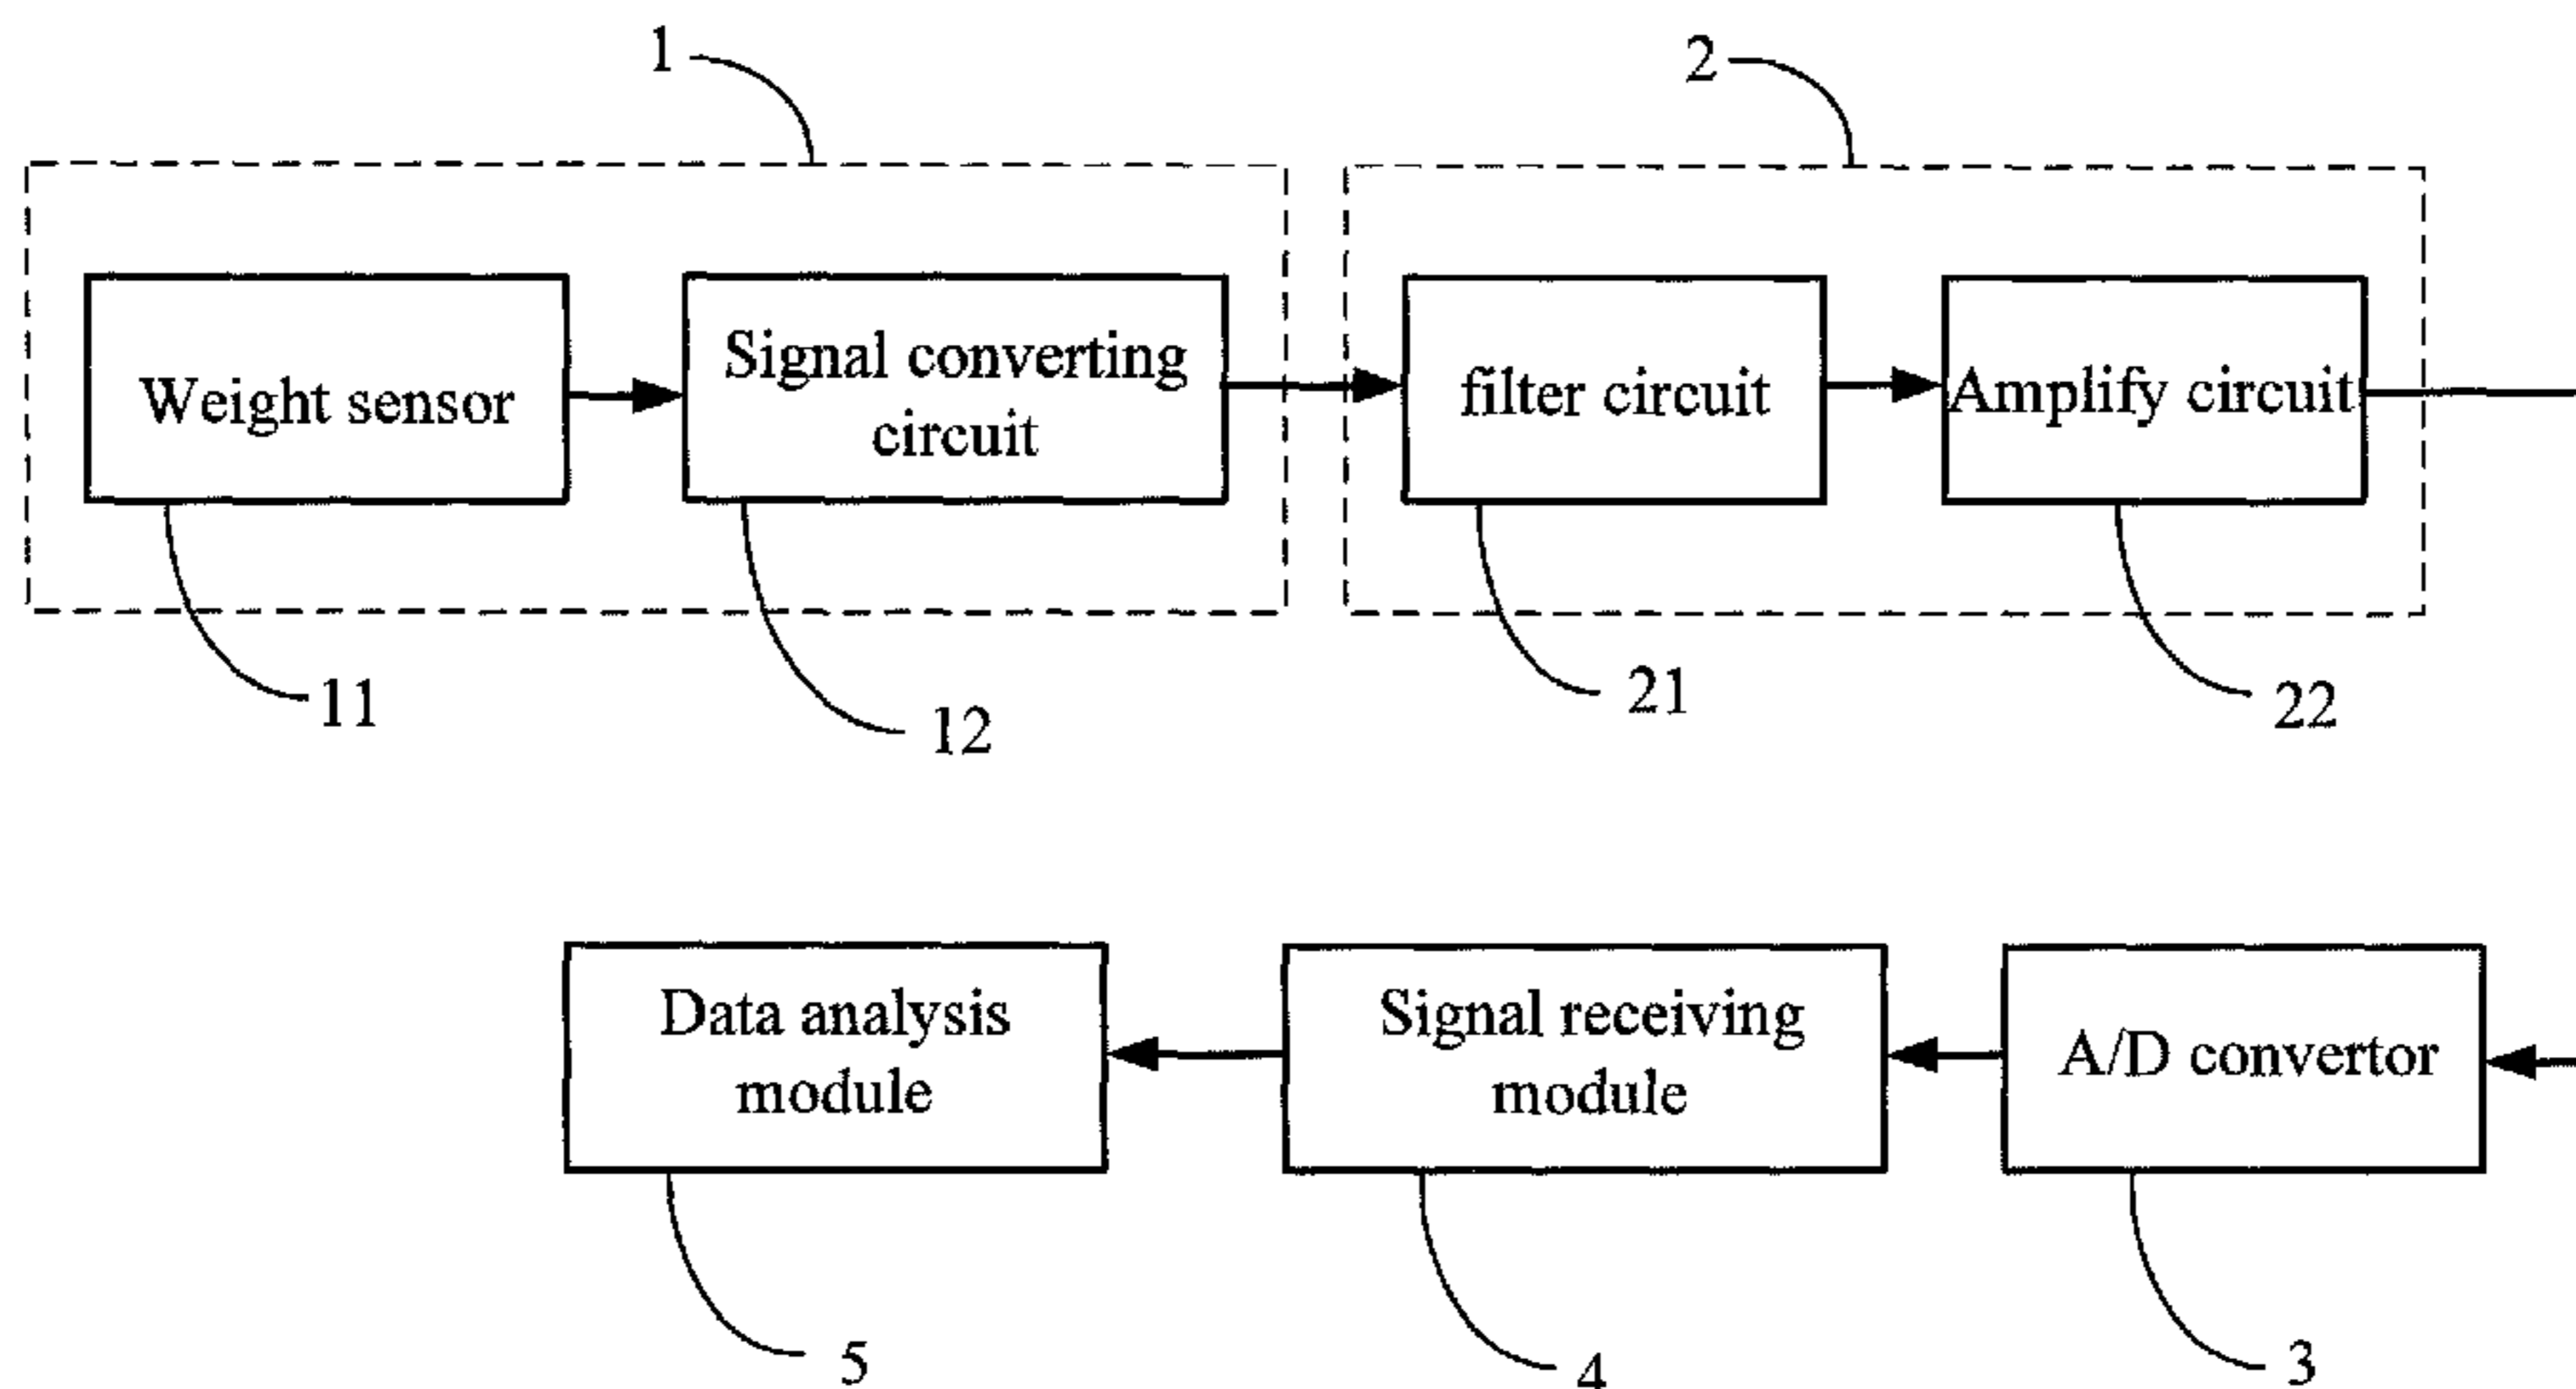 1
2
Weight sensor
Signal converting
circuit
filter circuit
Amplify circuit
11
12
21
22
Data analysis
module
Signal receiving
module
A/D convertor
5
4
3